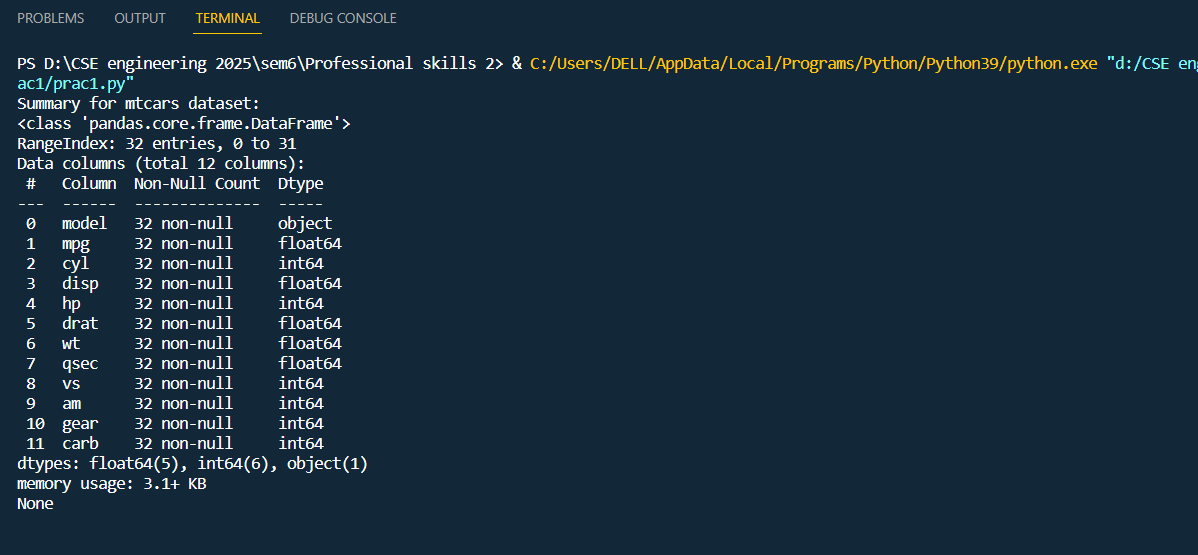 PROBLEMS OUTPUT TERMINAL DEBUG CONSOLE
PS D:\CSE engineering 2025\sem6\Professional skills 2> & C:/Users/DELL/AppData/Local/Programs/Python/Python39/python.exe "d:/CSE en
ac1/prac1.py"
Summary for mtcars dataset:
<class 'pandas.core.frame.DataFrame'>
RangeIndex: 32 entries, 0 to 31
Data columns (total 12 columns):
 #   Column  Non-Null Count  Dtype
---  ------  --------------  -----
 0   model   32 non-null     object
 1   mpg     32 non-null     float64
 2   cyl     32 non-null     int64
 3   disp    32 non-null     float64
 4   hp      32 non-null     int64
 5   drat    32 non-null     float64
 6   wt      32 non-null     float64
 7   qsec    32 non-null     float64
 8   vs      32 non-null     int64
 9   am      32 non-null     int64
 10  gear    32 non-null     int64
 11  carb    32 non-null     int64
dtypes: float64(5), int64(6), object(1)
memory usage: 3.1+ KB
None